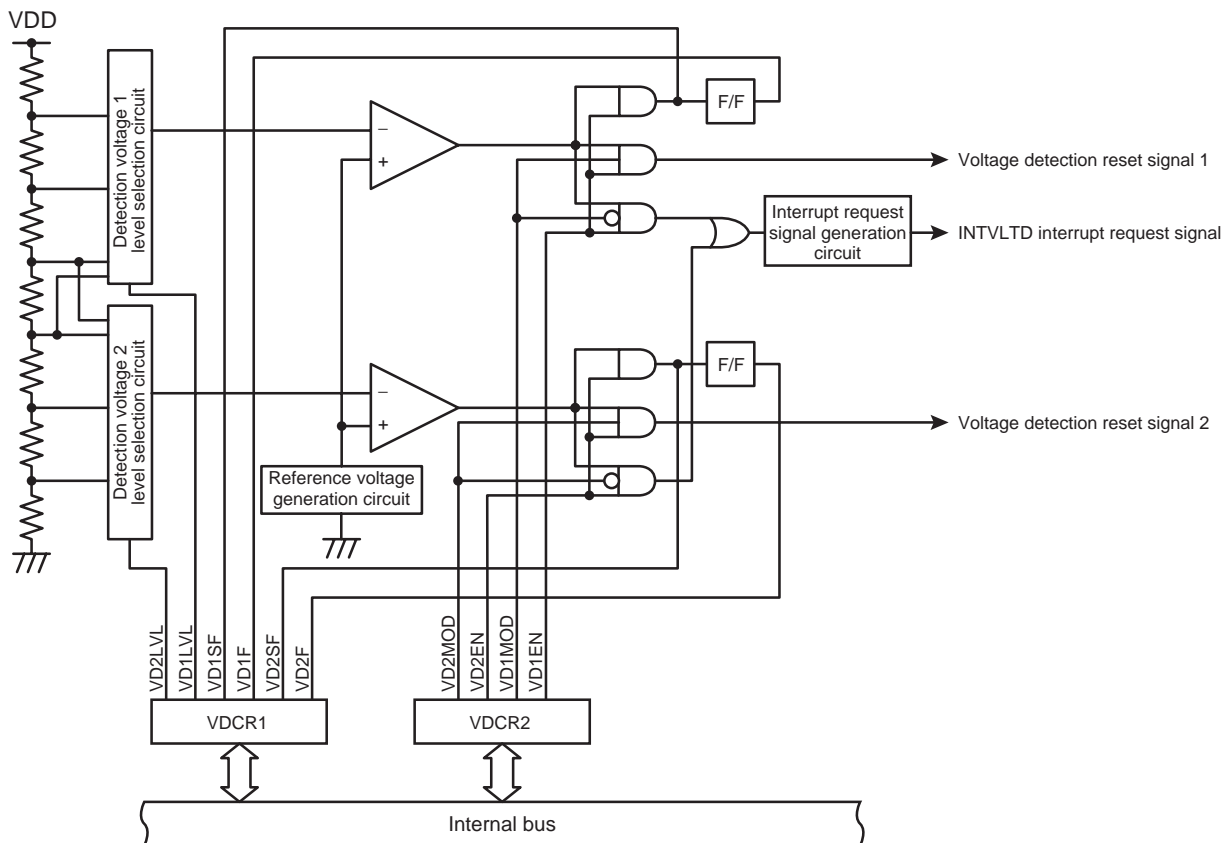 VDD
Detection voltage 1
level selection circuit
−
+
F/F
Voltage detection reset signal 1
Interrupt request
signal generation
circuit
INTVLTD interrupt request signal
Detection voltage 2
level selection circuit
−
+
F/F
Voltage detection reset signal 2
Reference voltage
generation circuit
VD2LVL
VD1LVL
VD1SF
VD1F
VD2SF
VD2F
VD2MOD
VD2EN
VD1MOD
VD1EN
VDCR1
VDCR2
Internal bus